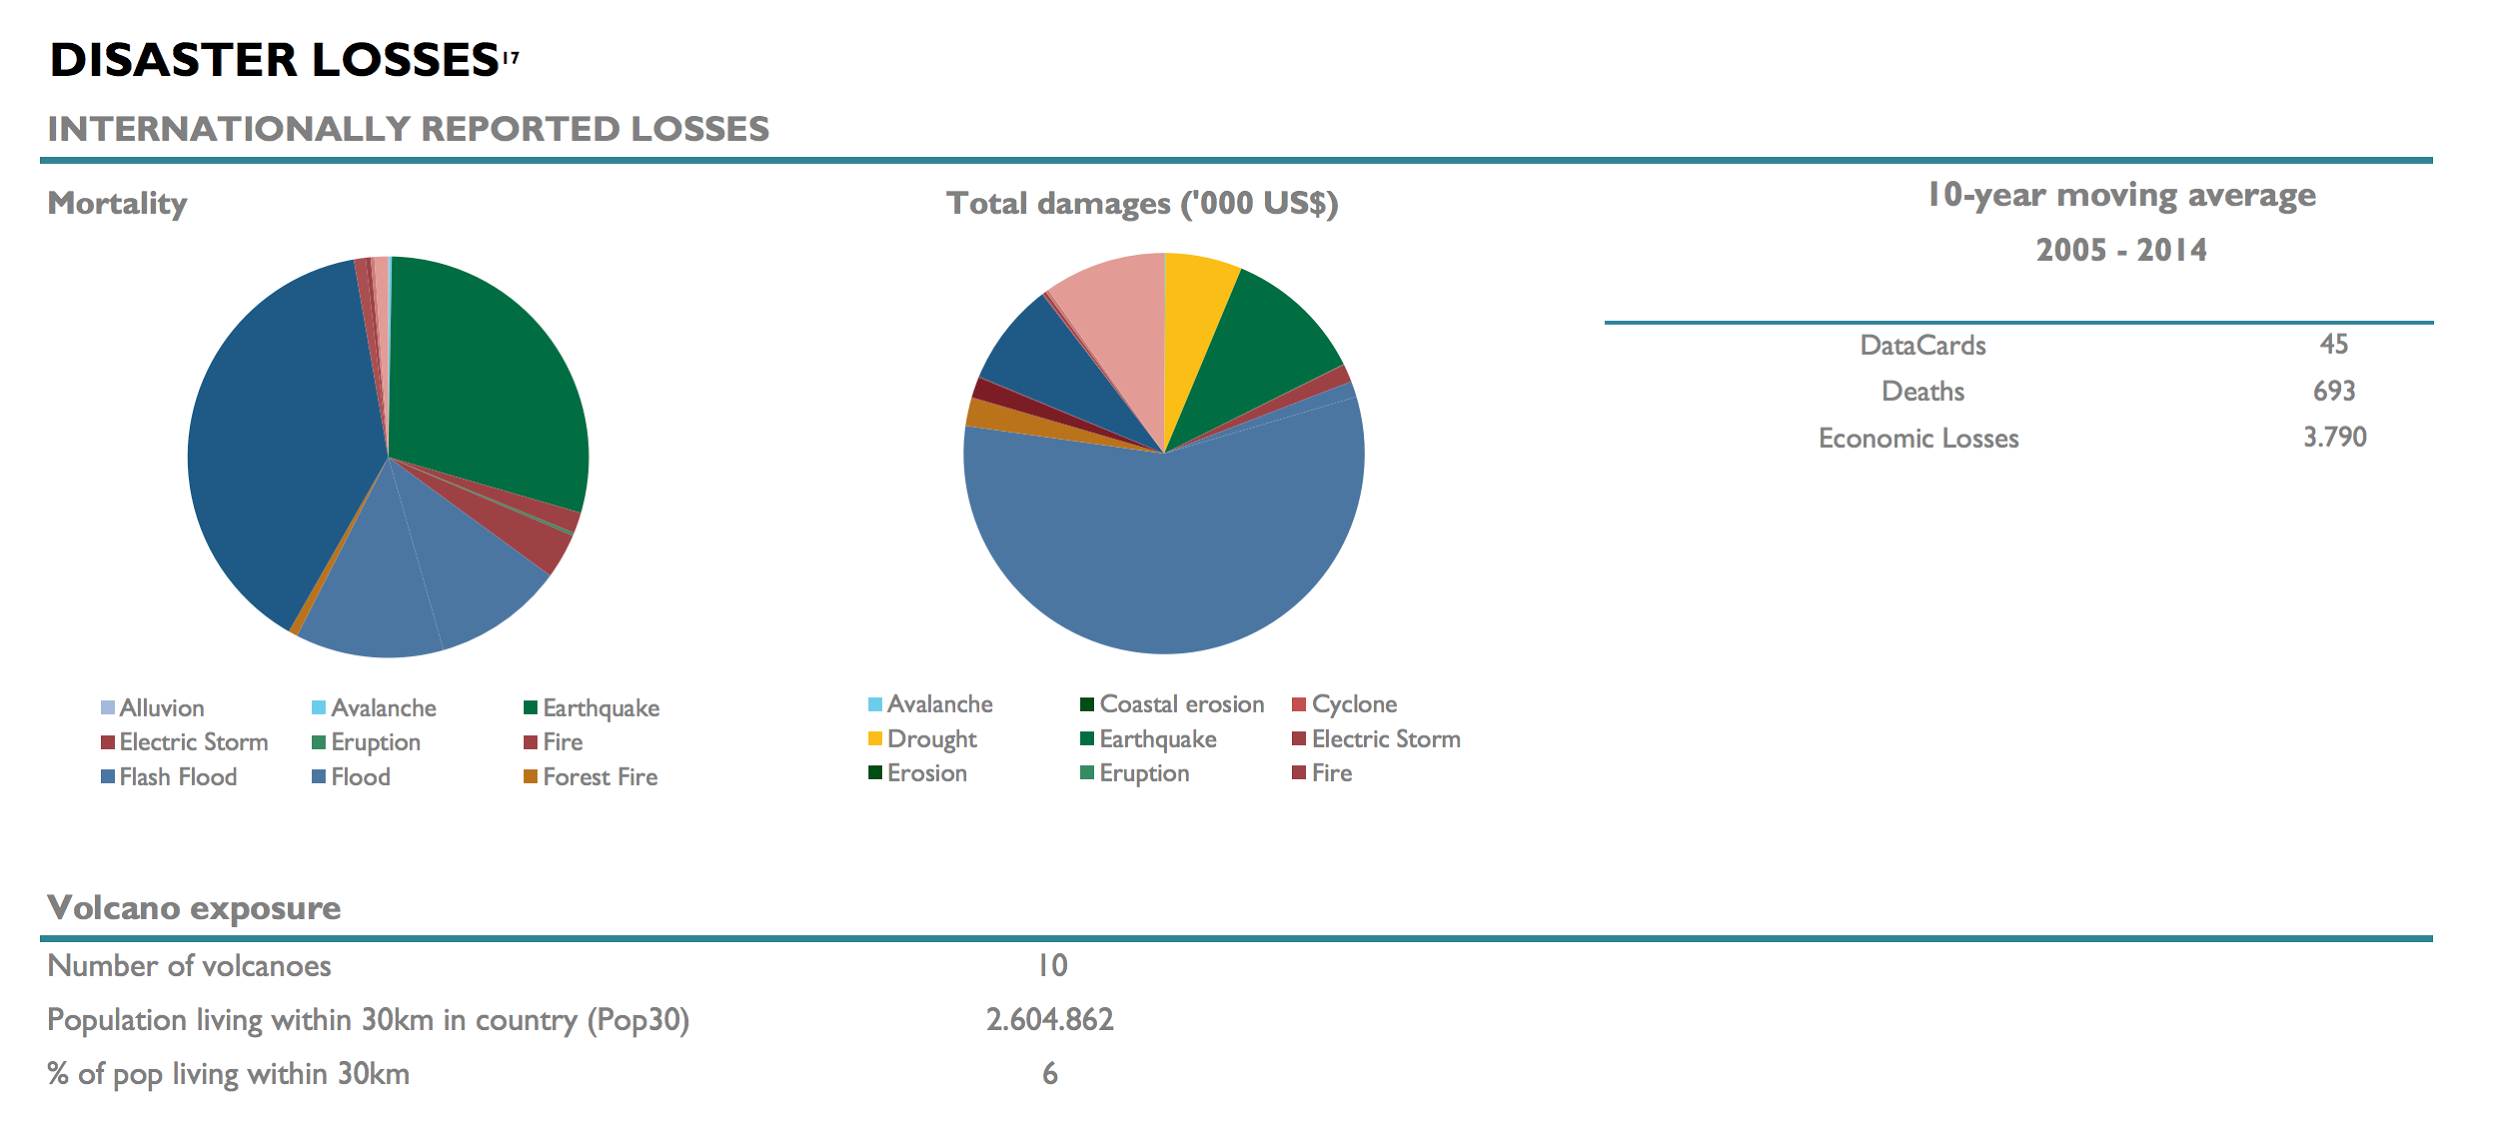 DISASTER LOSSES17
INTERNATIONALLY REPORTED LOSSES
Mortality
Total damages ('000 US$)
10-year moving average
2005 - 2014
DataCards 45
Deaths 693
Economic Losses 3.790
Alluvion Avalanche Earthquake
Electric Storm Eruption Fire
Flash Flood Flood Forest Fire
Avalanche Coastal erosion Cyclone
Drought Earthquake Electric Storm
Erosion Eruption Fire
Volcano exposure
Number of volcanoes 10
Population living within 30km in country (Pop30) 2.604.862
% of pop living within 30km 6